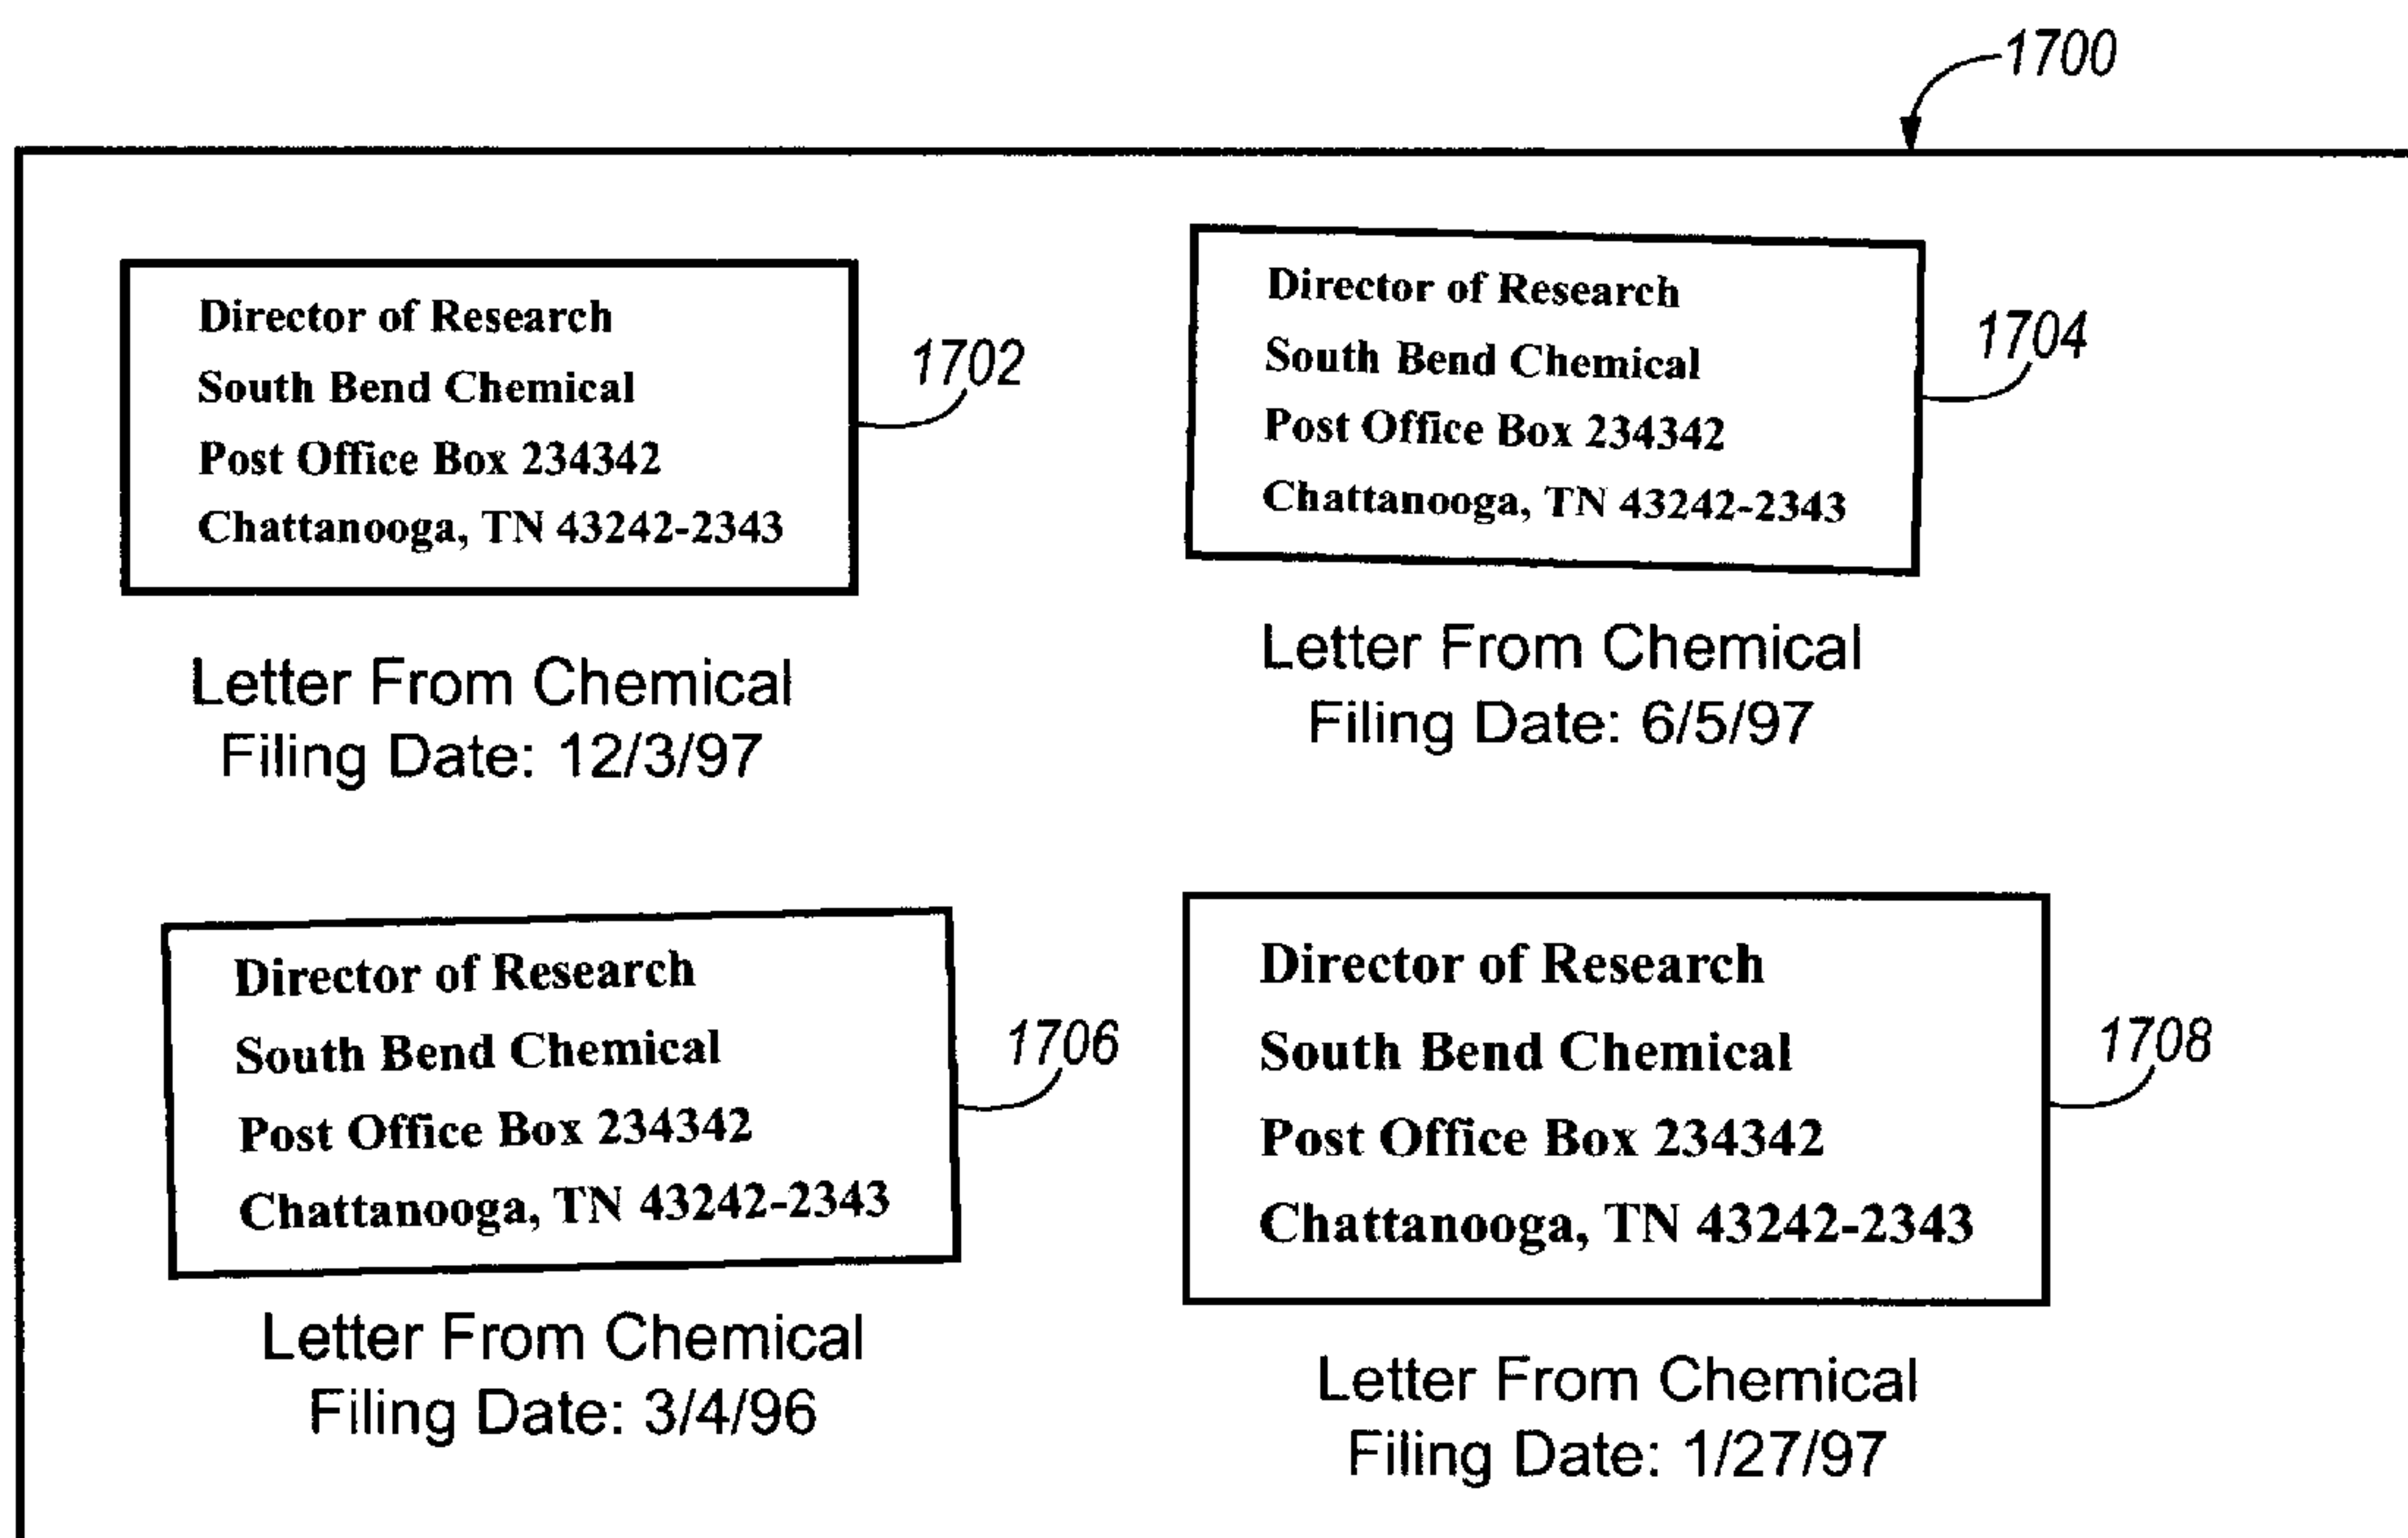 1700
Director of Research
South Bend Chemical
Post Office Box 234342
Chattanooga, TN 43242-2343
1702
Letter From Chemical
Filing Date: 12/3/97
Director of Research
South Bend Chemical
Post Office Box 234342
Chattanooga, TN 43242-2343
1704
Letter From Chemical
Filing Date: 6/5/97
Director of Research
South Bend Chemical
Post Office Box 234342
Chattanooga, TN 43242-2343
1706
Letter From Chemical
Filing Date: 3/4/96
Director of Research
South Bend Chemical
Post Office Box 234342
Chattanooga, TN 43242-2343
1708
Letter From Chemical
Filing Date: 1/27/97